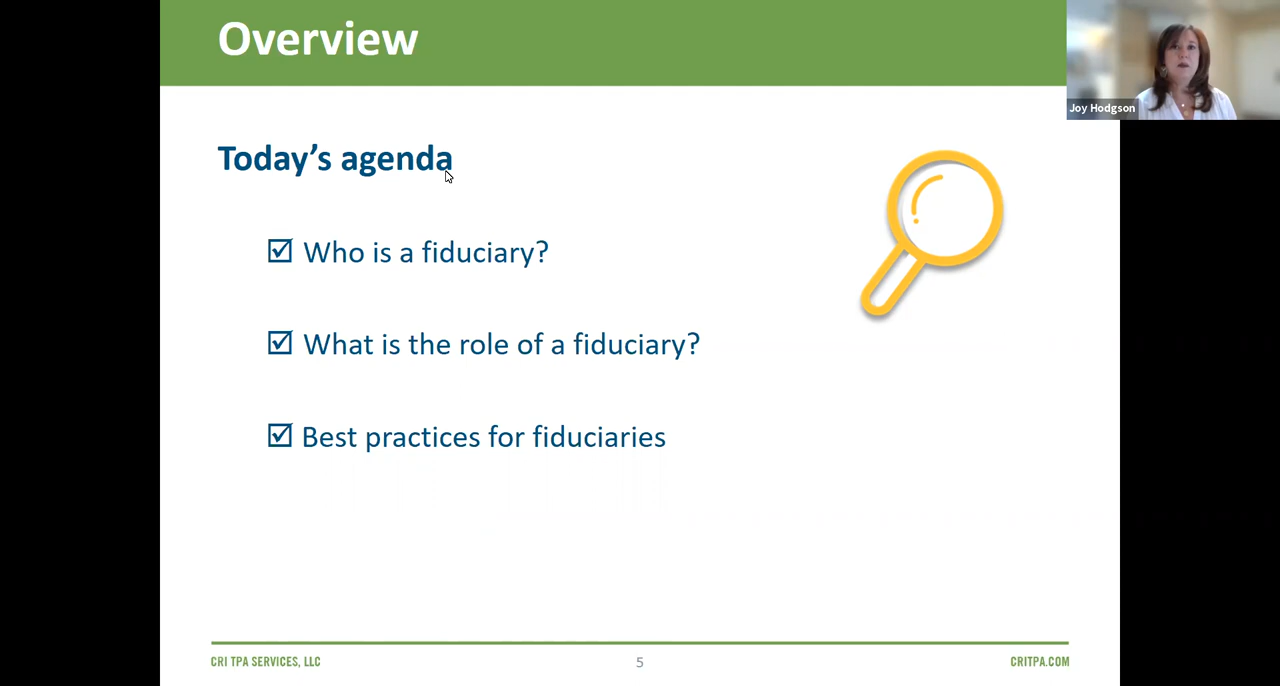 Overview
Joy Hodgson
Today’s agenda
Who is a fiduciary?
What is the role of a fiduciary?
Best practices for fiduciaries
CRI TPA SERVICES, LLC
5
CRITPA.COM